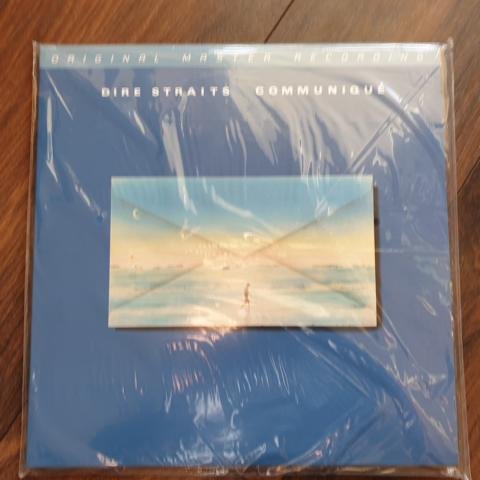 ORIGINAL MASTER RECORDING
DIRE STRAITS COMMUNIQUÉ